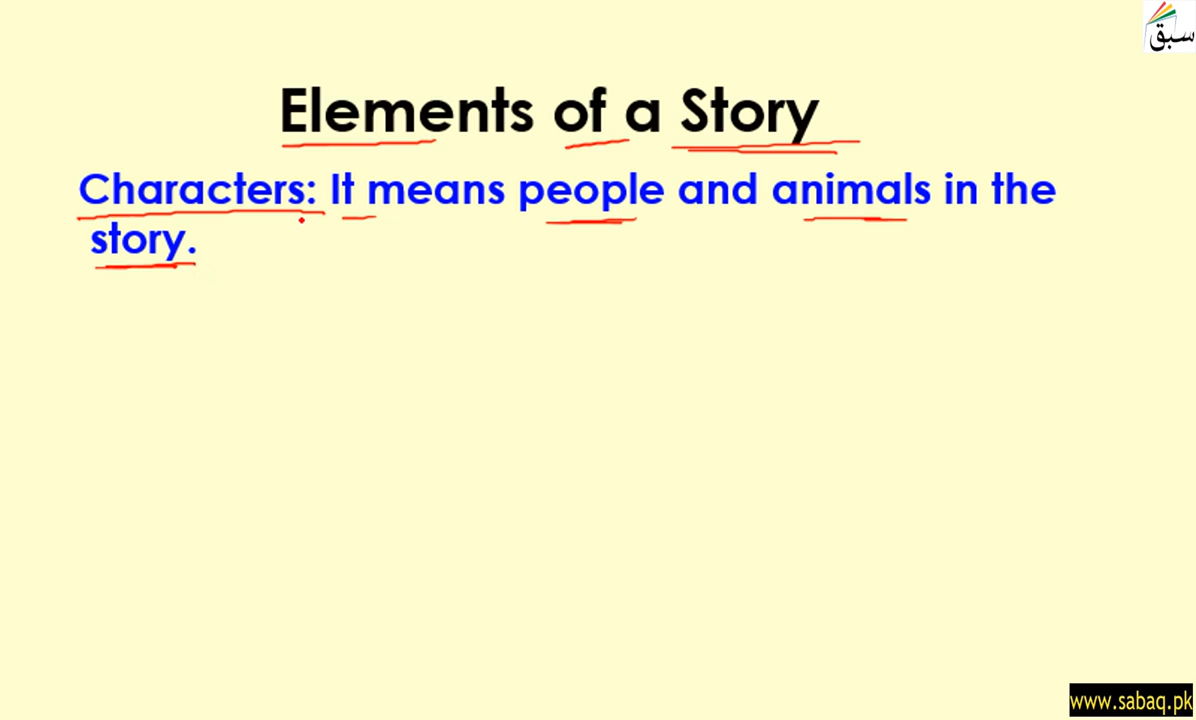 سبق
Elements of a Story
Characters: It means people and animals in the
story.
www.sabaq.pk